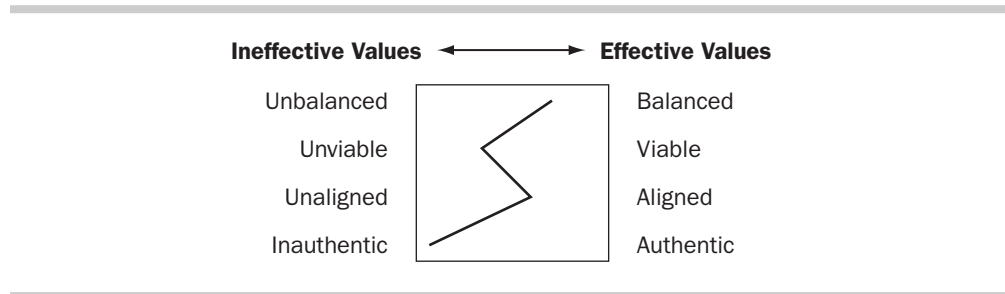 Ineffective Values Effective Values
Unbalanced Balanced
Unviable Viable
Unaligned Aligned
Inauthentic Authentic